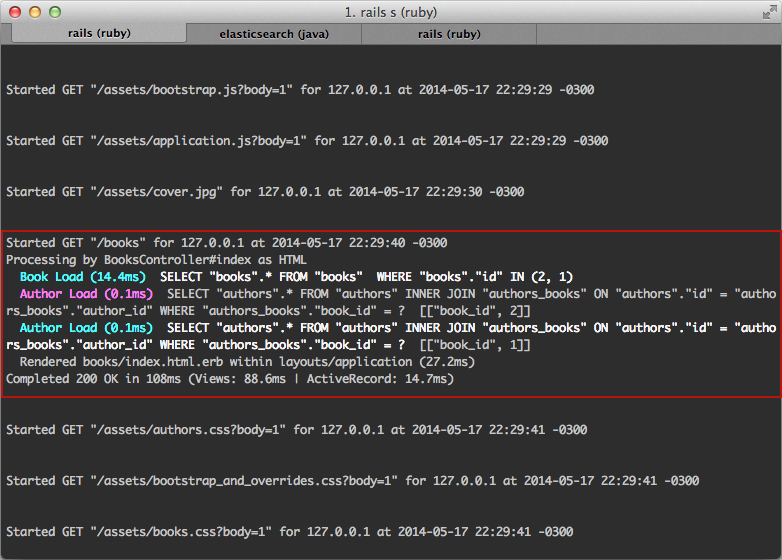 1. rails s (ruby)
rails (ruby)
elasticsearch (java)
rails (ruby)
Started GET "/assets/bootstrap.js?body=1" for 127.0.0.1 at 2014-05-17 22:29:29 -0300
Started GET "/assets/application.js?body=1" for 127.0.0.1 at 2014-05-17 22:29:29 -0300
Started GET "/assets/cover.jpg" for 127.0.0.1 at 2014-05-17 22:29:30 -0300
Started GET "/books" for 127.0.0.1 at 2014-05-17 22:29:40 -0300
Processing by BooksController#index as HTML
Book Load (14.4ms)  SELECT "books".* FROM "books"  WHERE "books"."id" IN (2, 1)
Author Load (0.1ms)  SELECT "authors".* FROM "authors" INNER JOIN "authors_books" ON "authors"."id" = "autho
rs_books"."author_id" WHERE "authors_books"."book_id" = ?  [["book_id", 2]]
Author Load (0.1ms)  SELECT "authors".* FROM "authors" INNER JOIN "authors_books" ON "authors"."id" = "autho
rs_books"."author_id" WHERE "authors_books"."book_id" = ?  [["book_id", 1]]
Rendered books/index.html.erb within layouts/application (27.2ms)
Completed 200 OK in 108ms (Views: 88.6ms | ActiveRecord: 14.7ms)
Started GET "/assets/authors.css?body=1" for 127.0.0.1 at 2014-05-17 22:29:41 -0300
Started GET "/assets/bootstrap_and_overrides.css?body=1" for 127.0.0.1 at 2014-05-17 22:29:41 -0300
Started GET "/assets/books.css?body=1" for 127.0.0.1 at 2014-05-17 22:29:41 -0300